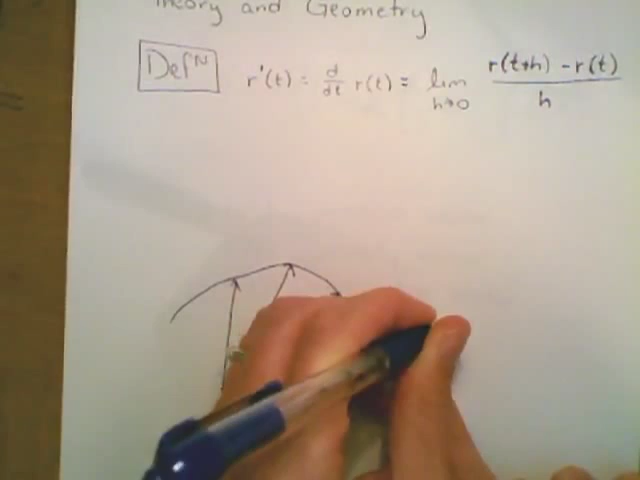 Theory and Geometry
Defᴺ r'(t) = d/dt r(t) = lim h→0 r(t+h) - r(t) / h